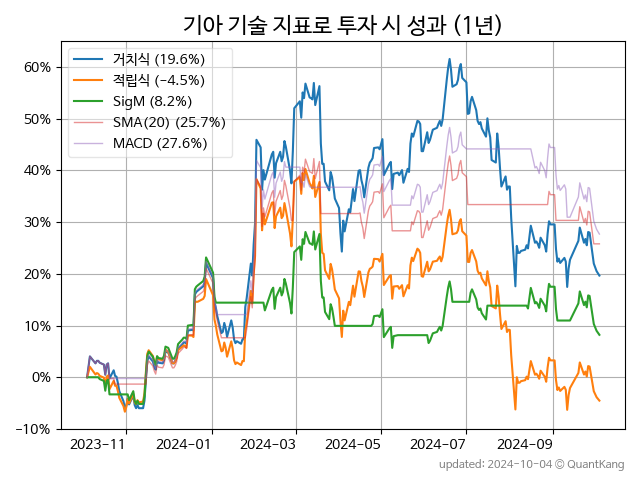 기아 기술 지표로 투자 시 성과 (1년)
거치식 (19.6%)
적립식 (−4.5%)
SigM (8.2%)
SMA(20) (25.7%)
MACD (27.6%)
60%
50%
40%
30%
20%
10%
0%
−10%
2023−11 2024−01 2024−03 2024−05 2024−07 2024−09
updated: 2024-10-04 © QuantKang